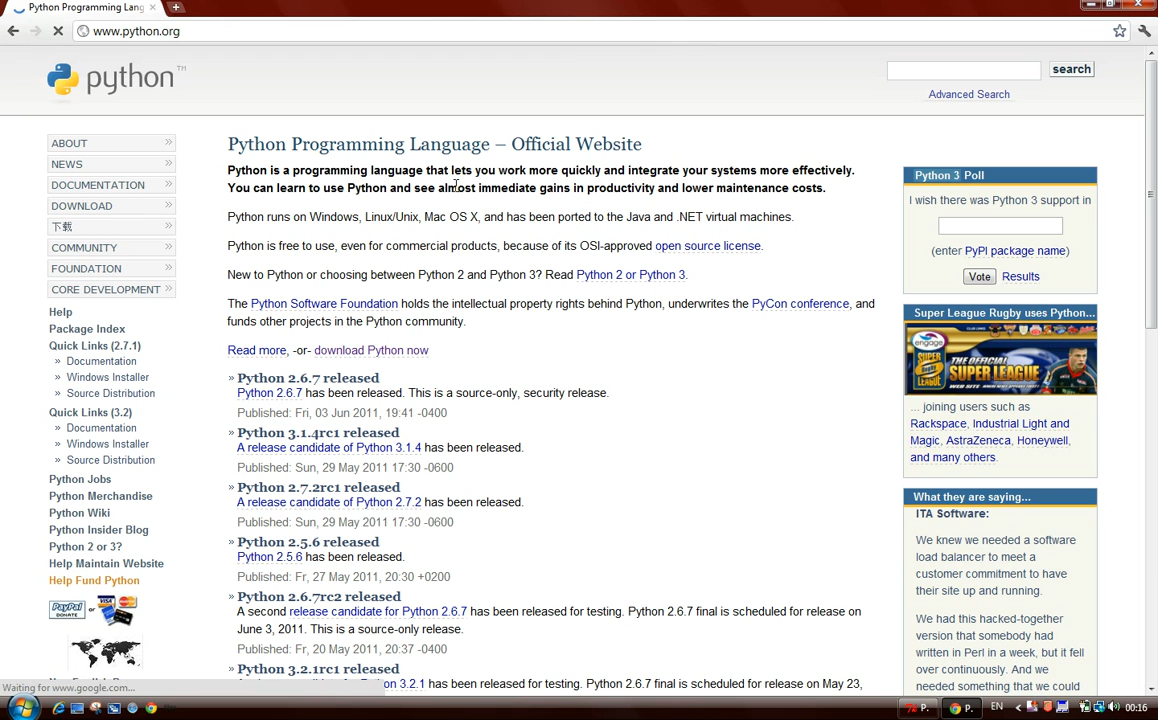 Python Programming Lang
www.python.org
python™
search
Advanced Search
ABOUT
NEWS
DOCUMENTATION
DOWNLOAD
下载
COMMUNITY
FOUNDATION
CORE DEVELOPMENT
Help
Package Index
Quick Links (2.7.1)
» Documentation
» Windows Installer
» Source Distribution
Quick Links (3.2)
» Documentation
» Windows Installer
» Source Distribution
Python Jobs
Python Merchandise
Python Wiki
Python Insider Blog
Python 2 or 3?
Help Maintain Website
Help Fund Python
PayPal
DONATE
or
VISA
Python Programming Language – Official Website
Python is a programming language that lets you work more quickly and integrate your systems more effectively.
You can learn to use Python and see almost immediate gains in productivity and lower maintenance costs.
Python runs on Windows, Linux/Unix, Mac OS X, and has been ported to the Java and .NET virtual machines.
Python is free to use, even for commercial products, because of its OSI-approved open source license.
New to Python or choosing between Python 2 and Python 3? Read Python 2 or Python 3.
The Python Software Foundation holds the intellectual property rights behind Python, underwrites the PyCon conference, and
funds other projects in the Python community.
Read more, -or- download Python now
» Python 2.6.7 released
Python 2.6.7 has been released. This is a source-only, security release.
Published: Fri, 03 Jun 2011, 19:41 -0400
» Python 3.1.4rc1 released
A release candidate of Python 3.1.4 has been released.
Published: Sun, 29 May 2011 17:30 -0600
» Python 2.7.2rc1 released
A release candidate of Python 2.7.2 has been released.
Published: Sun, 29 May 2011 17:30 -0600
» Python 2.5.6 released
Python 2.5.6 has been released.
Published: Fr, 27 May 2011, 20:30 +0200
» Python 2.6.7rc2 released
A second release candidate for Python 2.6.7 has been released for testing. Python 2.6.7 final is scheduled for release on
June 3, 2011. This is a source-only release.
Published: Fr, 20 May 2011, 20:37 -0400
» Python 3.2.1rc1 released
3.2.1 has been released for testing. Python 2.6.7 final is scheduled for release on May 23,
Python 3 Poll
I wish there was Python 3 support in
(enter PyPI package name)
Vote Results
Super League Rugby uses Python...
engage
SUPER
LEAGUE
THE OFFICIAL
SUPER LEAGUE
WEB SITE
... joining users such as
Rackspace, Industrial Light and
Magic, AstraZeneca, Honeywell,
and many others.
What they are saying...
ITA Software:
We knew we needed a software
load balancer to meet a
customer commitment to have
their site up and running.
We had this hacked-together
version that somebody had
written in Perl in a week, but it fell
over continuously. And we
needed something that we could
Waiting for www.google.com...
P.
P.
EN
00:16